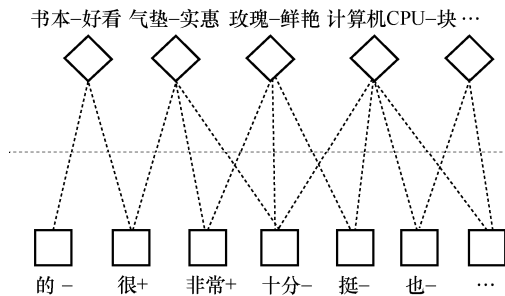 书本–好看 气垫–实惠 玫瑰–鲜艳 计算机CPU–块 …
的 – 很+ 非常+ 十分– 挺– 也– …